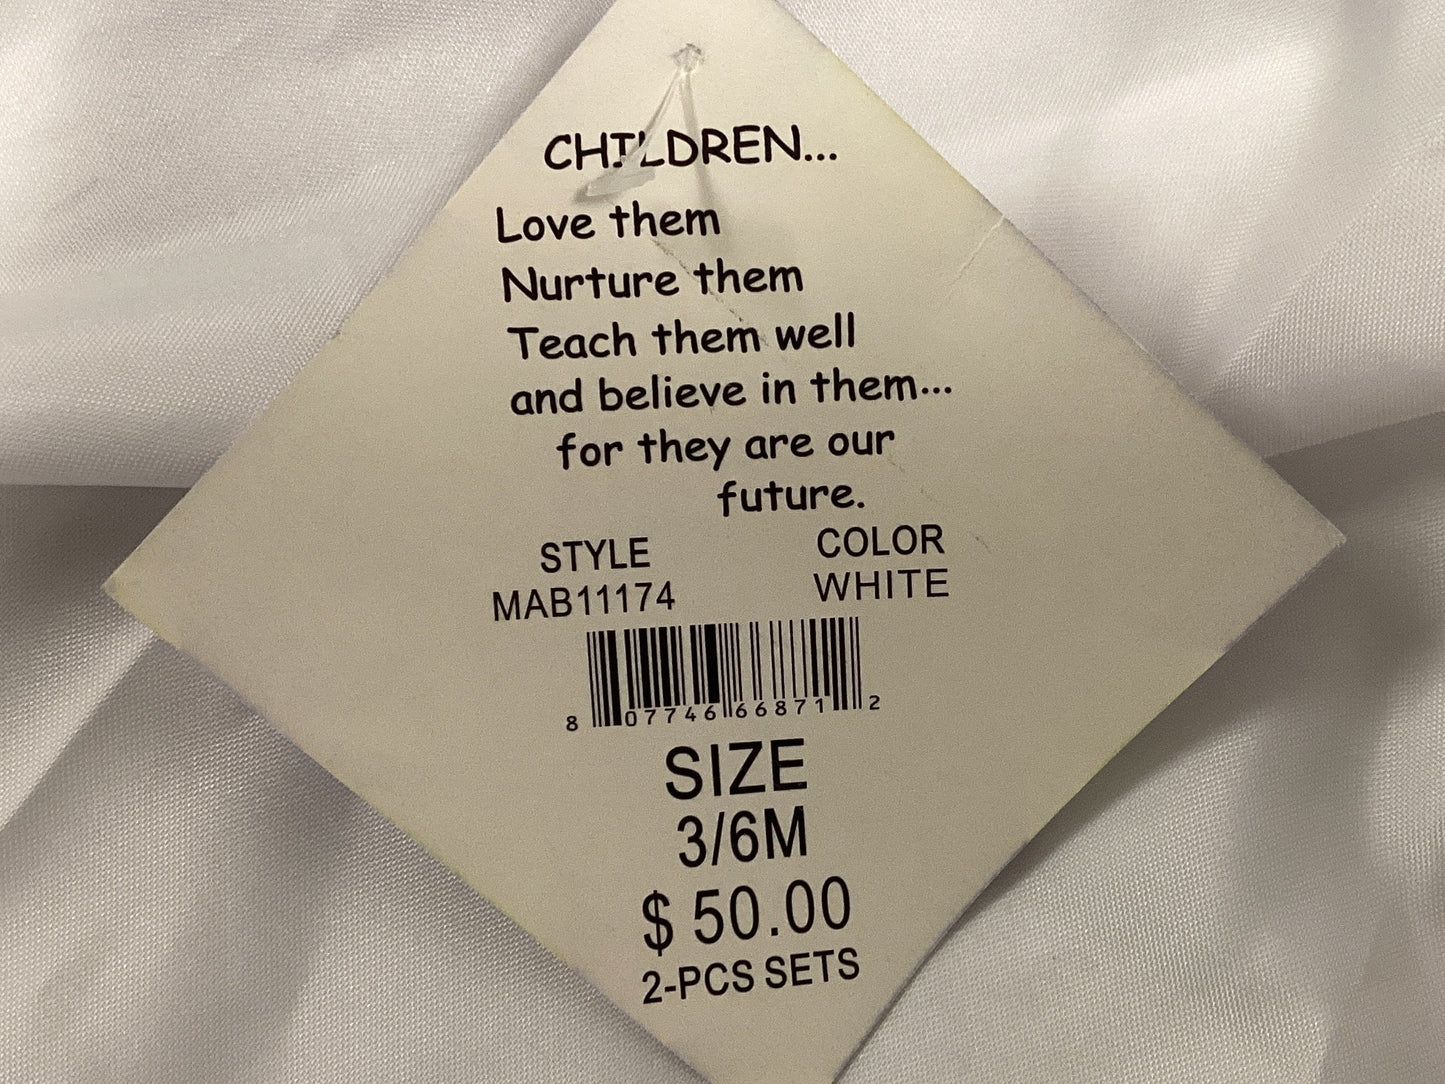 CHILDREN...
Love them
Nurture them
Teach them well
and believe in them...
for they are our
future.
STYLE COLOR
MAB11174 WHITE
8 07746 66871 2
SIZE
3/6M
$ 50.00
2-PCS SETS